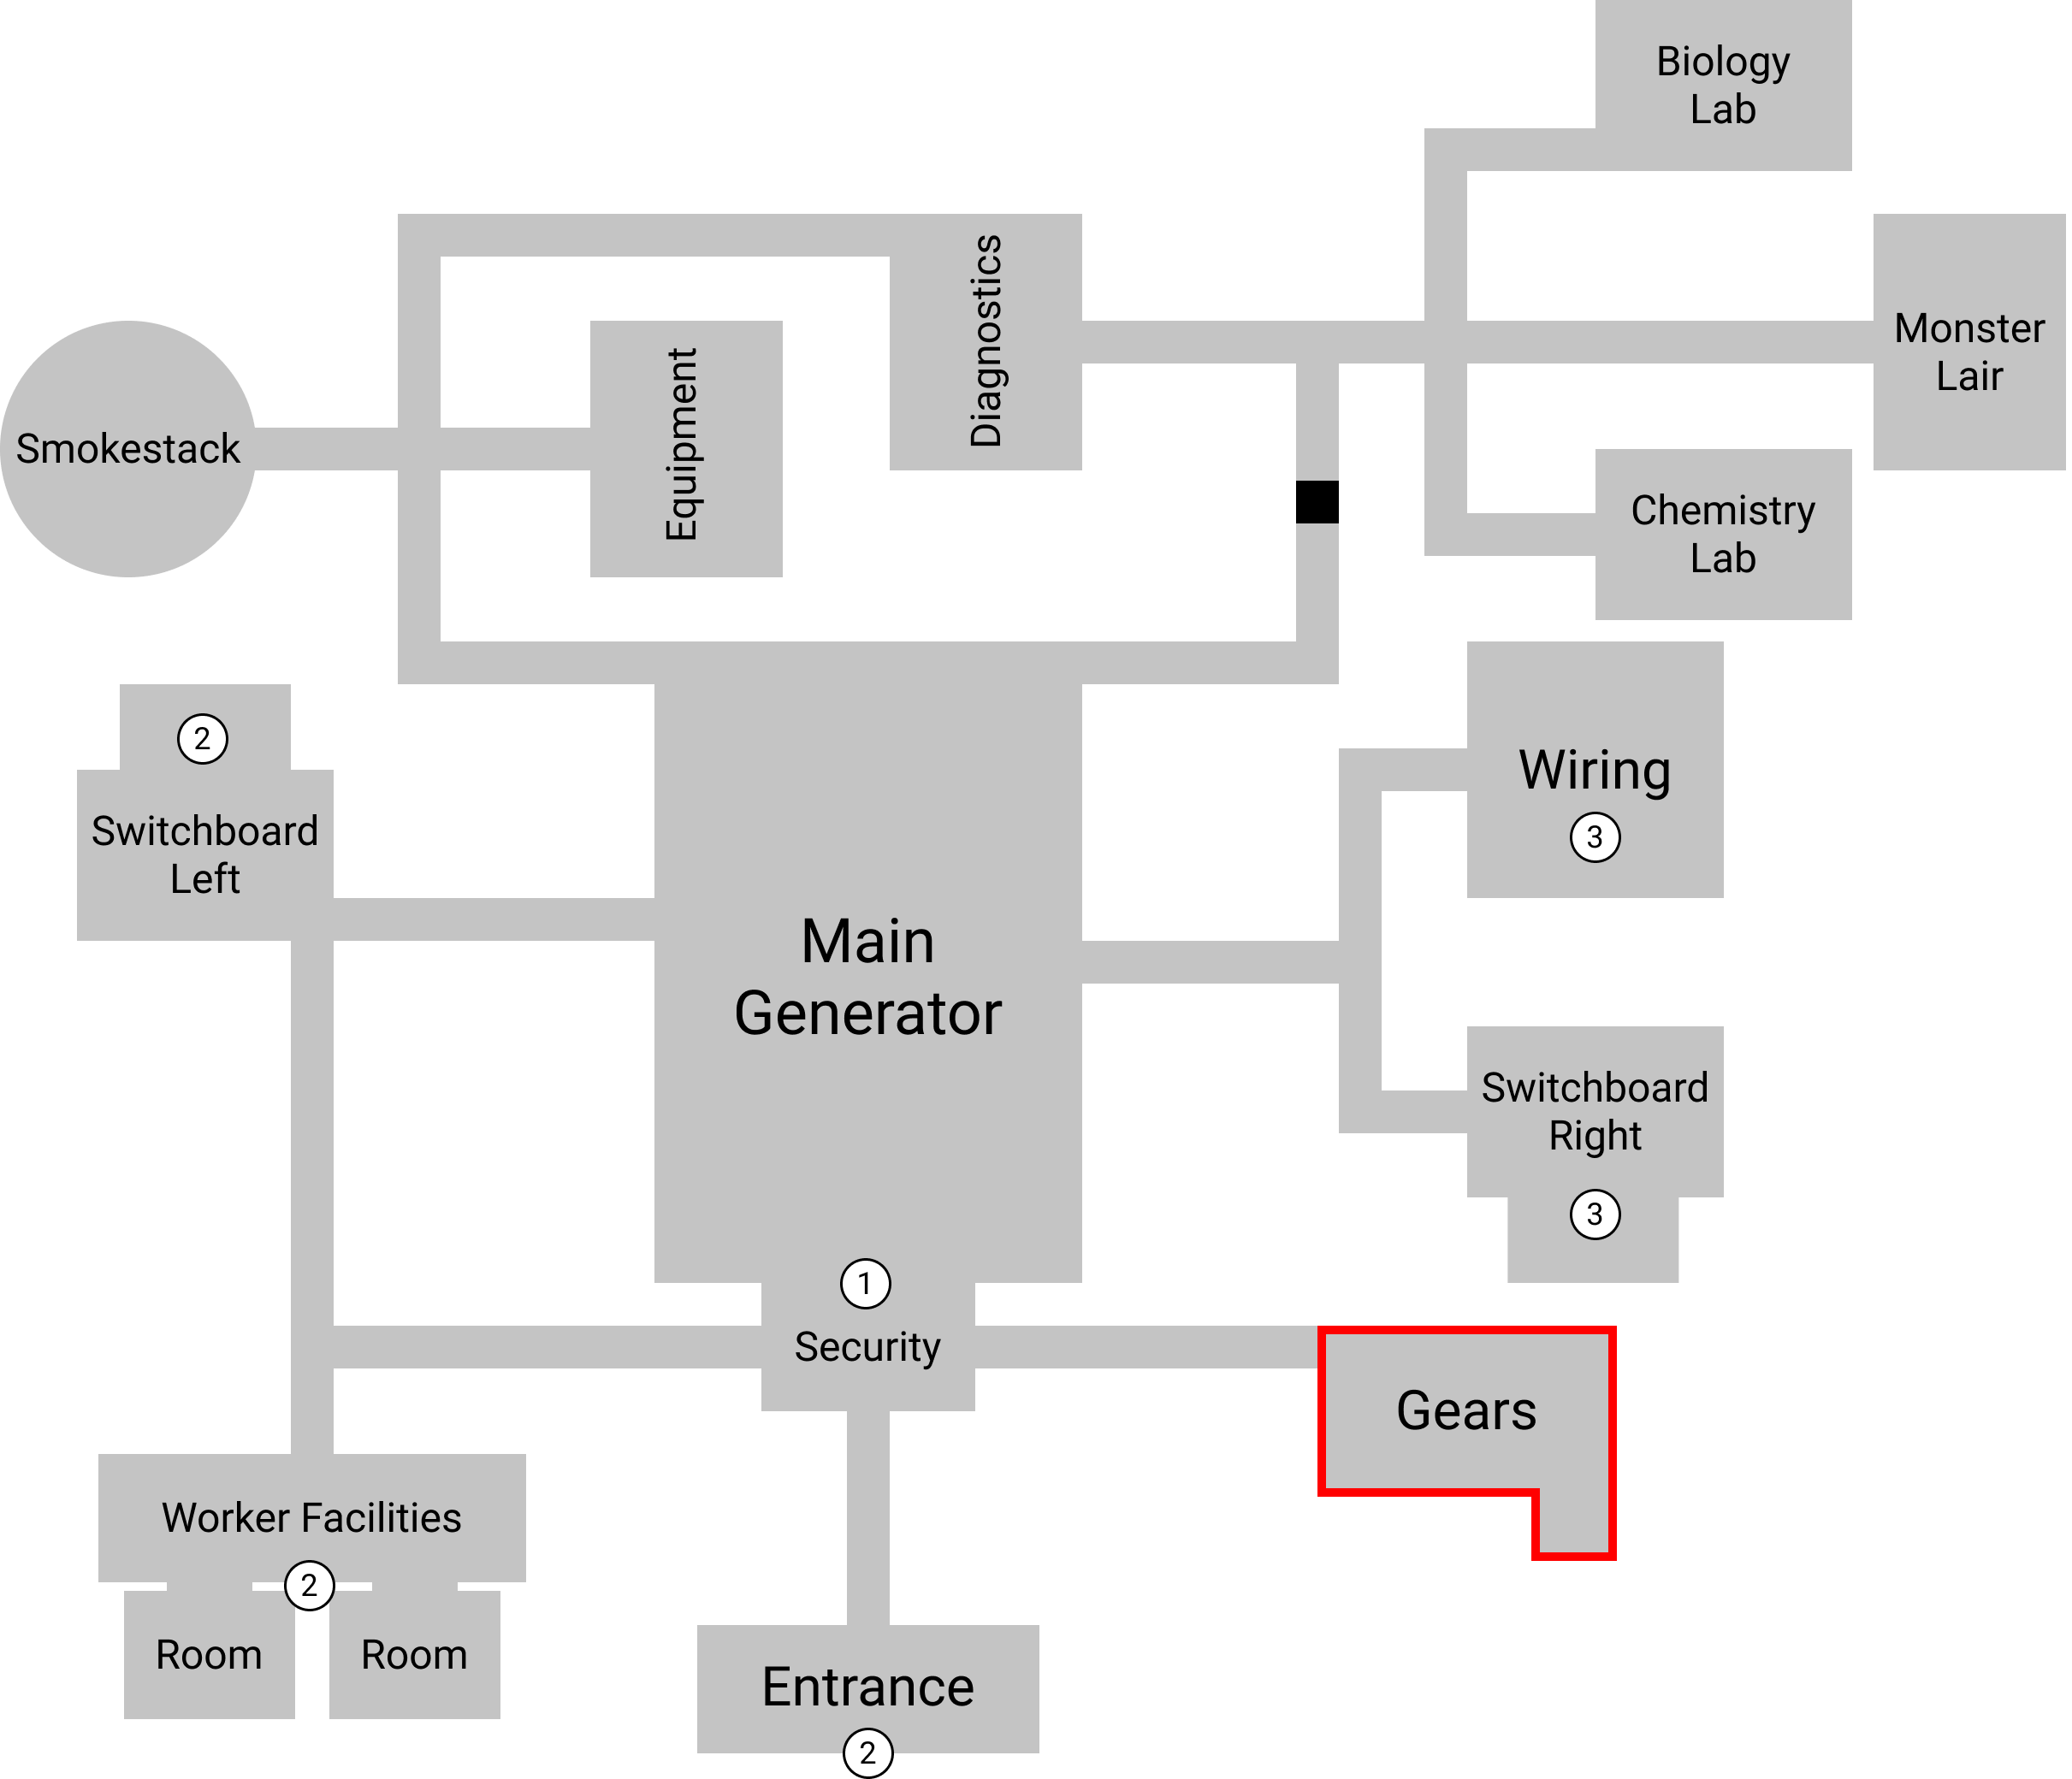 Biology
Lab
Diagnostics
Monster
Lair
Equipment
Smokestack
Chemistry
Lab
2
Wiring
3
Switchboard
Left
Main
Generator
Switchboard
Right
3
1
Security
Gears
Worker Facilities
2
Room
Room
Entrance
2